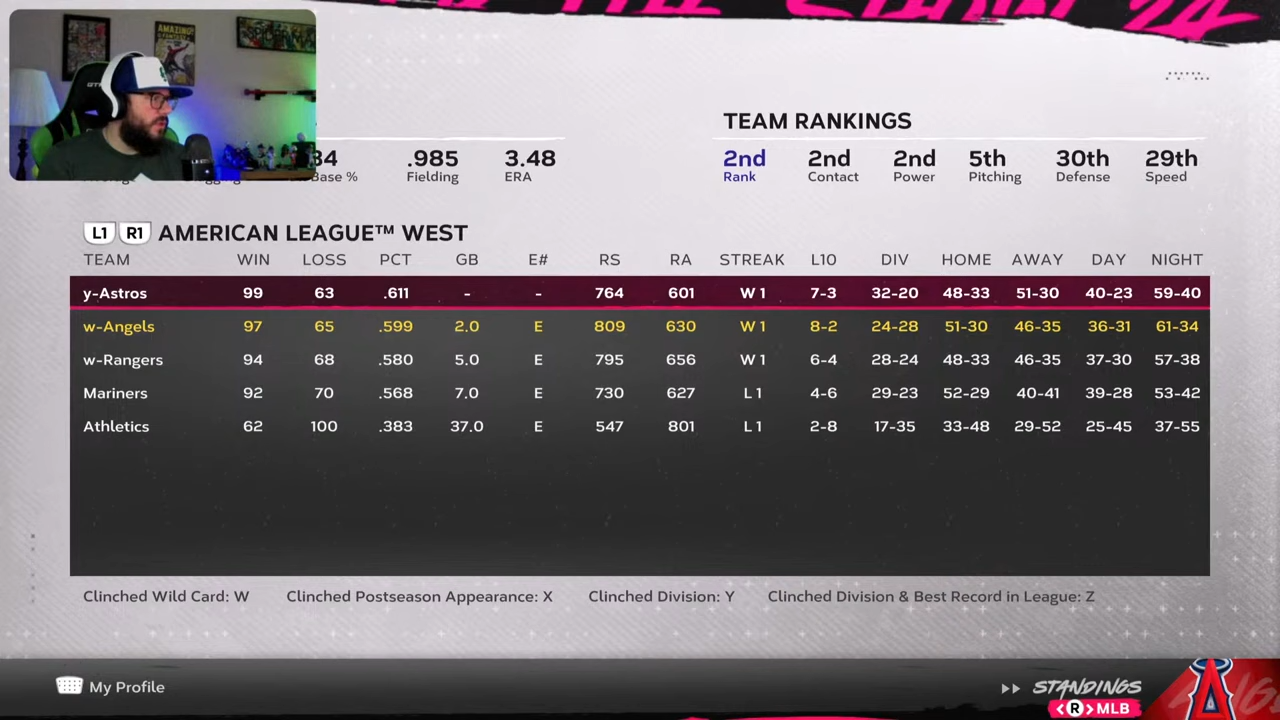 AMAZING
GT
34 .985 3.48
Base % Fielding ERA
TEAM RANKINGS
2nd 2nd 2nd 5th 30th 29th
Rank Contact Power Pitching Defense Speed
L1 R1 AMERICAN LEAGUE™ WEST
TEAM WIN LOSS PCT GB E# RS RA STREAK L10 DIV HOME AWAY DAY NIGHT
y-Astros 99 63 .611 - - 764 601 W 1 7-3 32-20 48-33 51-30 40-23 59-40
w-Angels 97 65 .599 2.0 E 809 630 W 1 8-2 24-28 51-30 46-35 36-31 61-34
w-Rangers 94 68 .580 5.0 E 795 656 W 1 6-4 28-24 48-33 46-35 37-30 57-38
Mariners 92 70 .568 7.0 E 730 627 L 1 4-6 29-23 52-29 40-41 39-28 53-42
Athletics 62 100 .383 37.0 E 547 801 L 1 2-8 17-35 33-48 29-52 25-45 37-55
Clinched Wild Card: W Clinched Postseason Appearance: X Clinched Division: Y Clinched Division & Best Record in League: Z
My Profile
STANDINGS
R MLB